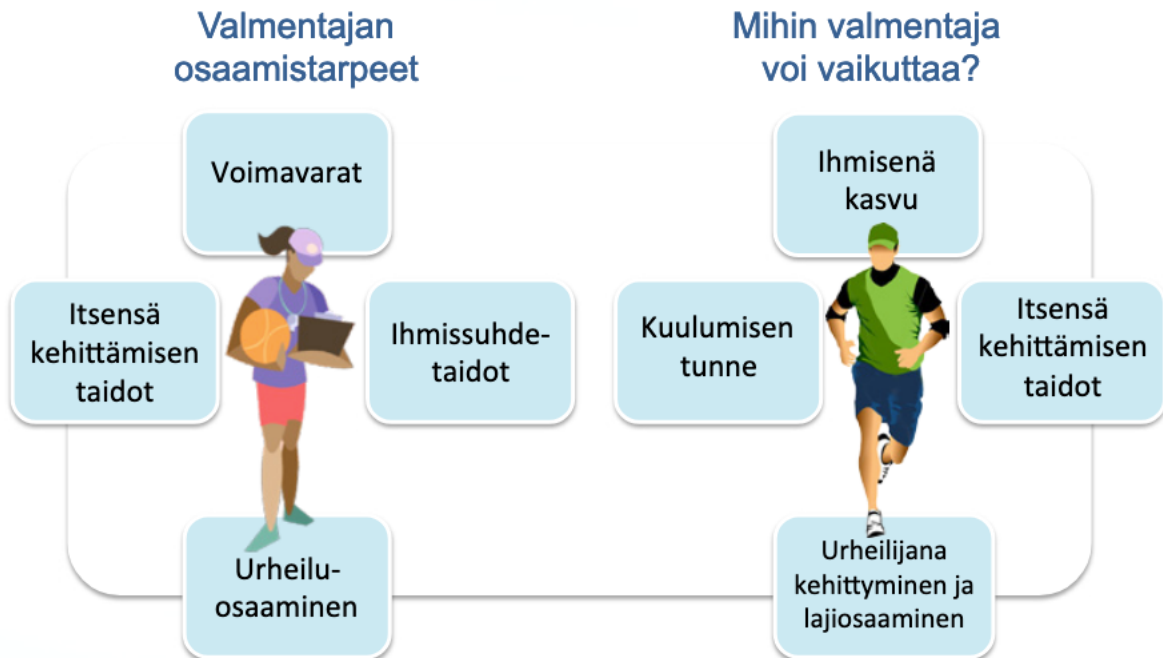 Valmentajan
osaamistarpeet
Voimavarat
Itsensä
kehittämisen
taidot
Ihmissuhde-
taidot
Urheilu-
osaaminen
Mihin valmentaja
voi vaikuttaa?
Ihmisenä
kasvu
Kuulumisen
tunne
Itsensä
kehittämisen
taidot
Urheilijana
kehittyminen ja
lajiosaaminen